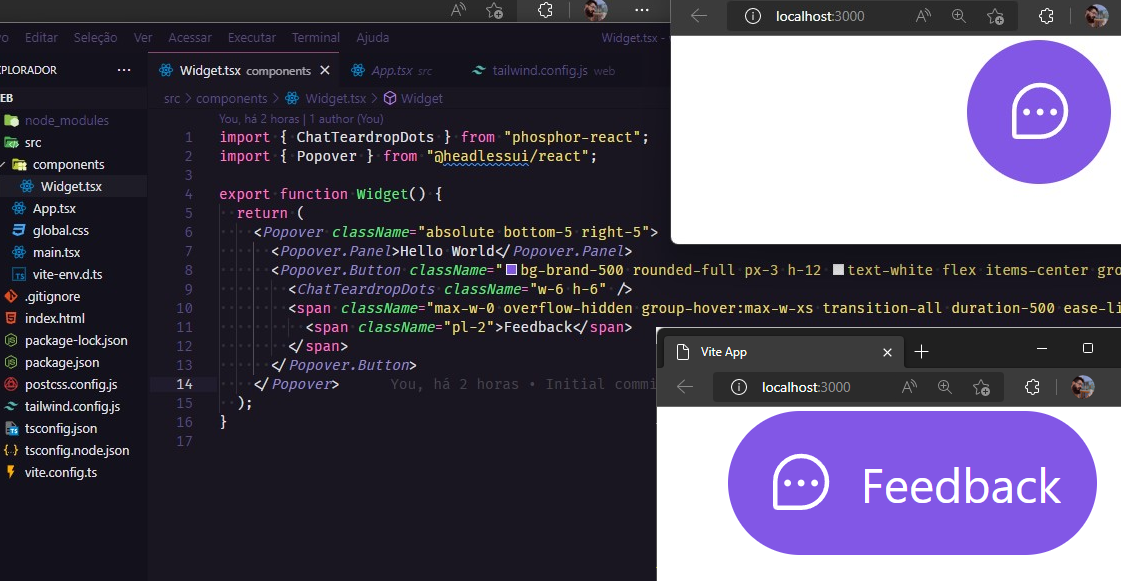 Editar Seleção Ver Acessar Executar Terminal Ajuda Widget.tsx -
PLORADOR ...
EB
node_modules
src
components
Widget.tsx
App.tsx
global.css
main.tsx
vite-env.d.ts
.gitignore
index.html
package-lock.json
package.json
postcss.config.js
tailwind.config.js
tsconfig.json
tsconfig.node.json
vite.config.ts
Widget.tsx components App.tsx src tailwind.config.js web
src > components > Widget.tsx > Widget
You, há 2 horas | 1 author (You)
1 import { ChatTeardropDots } from "phosphor-react";
2 import { Popover } from "@headlessui/react";
3
4 export function Widget() {
5 return (
6 <Popover className="absolute bottom-5 right-5">
7 <Popover.Panel>Hello World</Popover.Panel>
8 <Popover.Button className="bg-brand-500 rounded-full px-3 h-12 text-white flex items-center gro
9 <ChatTeardropDots className="w-6 h-6" />
10 <span className="max-w-0 overflow-hidden group-hover:max-w-xs transition-all duration-500 ease-li
11 <span className="pl-2">Feedback</span>
12 </span>
13 </Popover.Button>
14 </Popover> You, há 2 horas • Initial commi
15 );
16 }
17
localhost:3000
Vite App
localhost:3000
Feedback